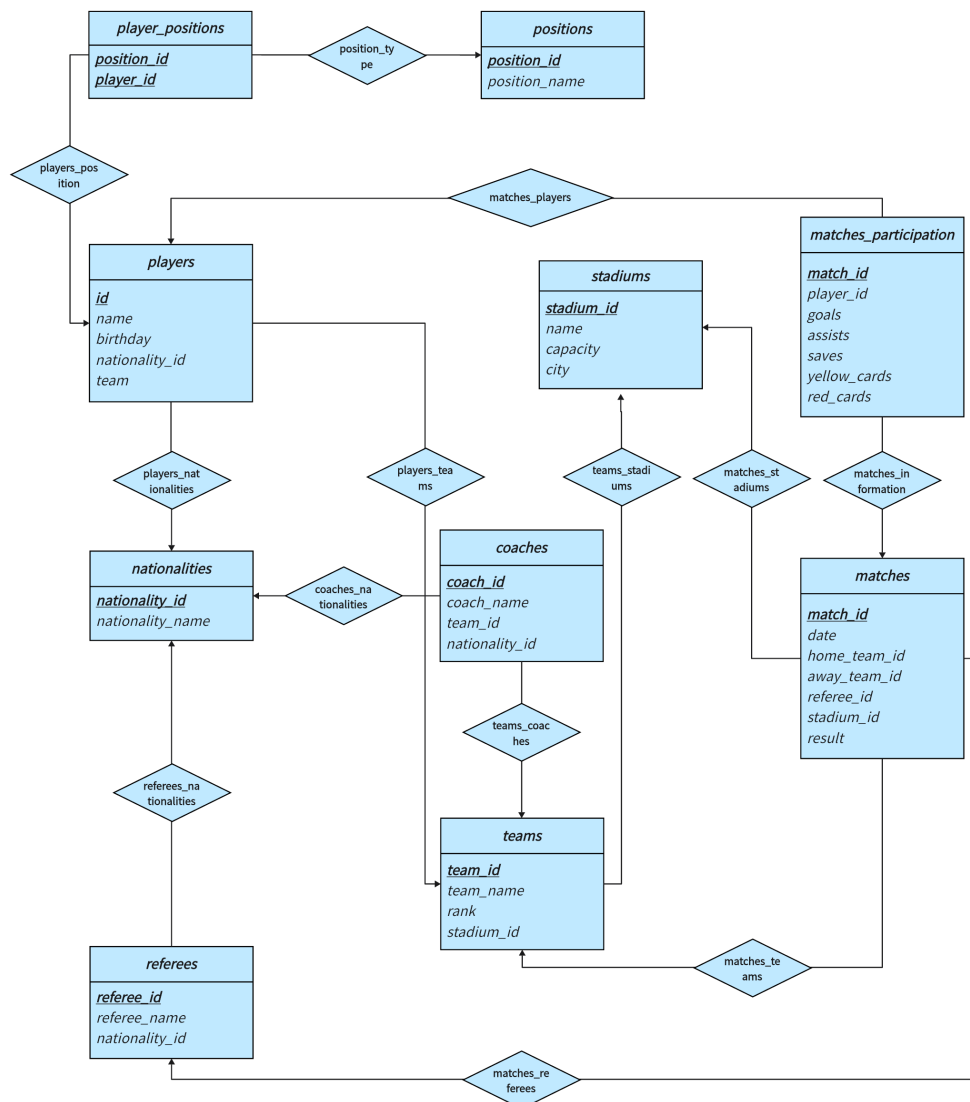 player_positions
position_id
player_id
position_ty
pe
positions
position_id
position_name
players_pos
ition
matches_players
players
id
name
birthday
nationality_id
team
stadiums
stadium_id
name
capacity
city
matches_participation
match_id
player_id
goals
assists
saves
yellow_cards
red_cards
players_nat
ionalities
players_tea
ms
teams_stadi
ums
matches_st
adiums
matches_in
formation
nationalities
nationality_id
nationality_name
coaches_na
tionalities
coaches
coach_id
coach_name
team_id
nationality_id
matches
match_id
date
home_team_id
away_team_id
referee_id
stadium_id
result
teams_coac
hes
referees_na
tionalities
teams
team_id
team_name
rank
stadium_id
matches_te
ams
referees
referee_id
referee_name
nationality_id
matches_re
ferees